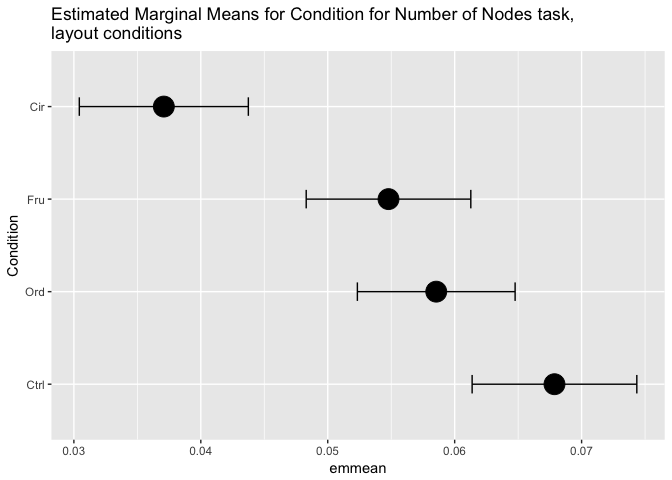 Estimated Marginal Means for Condition for Number of Nodes task,
layout conditions
Condition
Cir
Fru
Ord
Ctrl
0.03 0.04 0.05 0.06 0.07
emmean